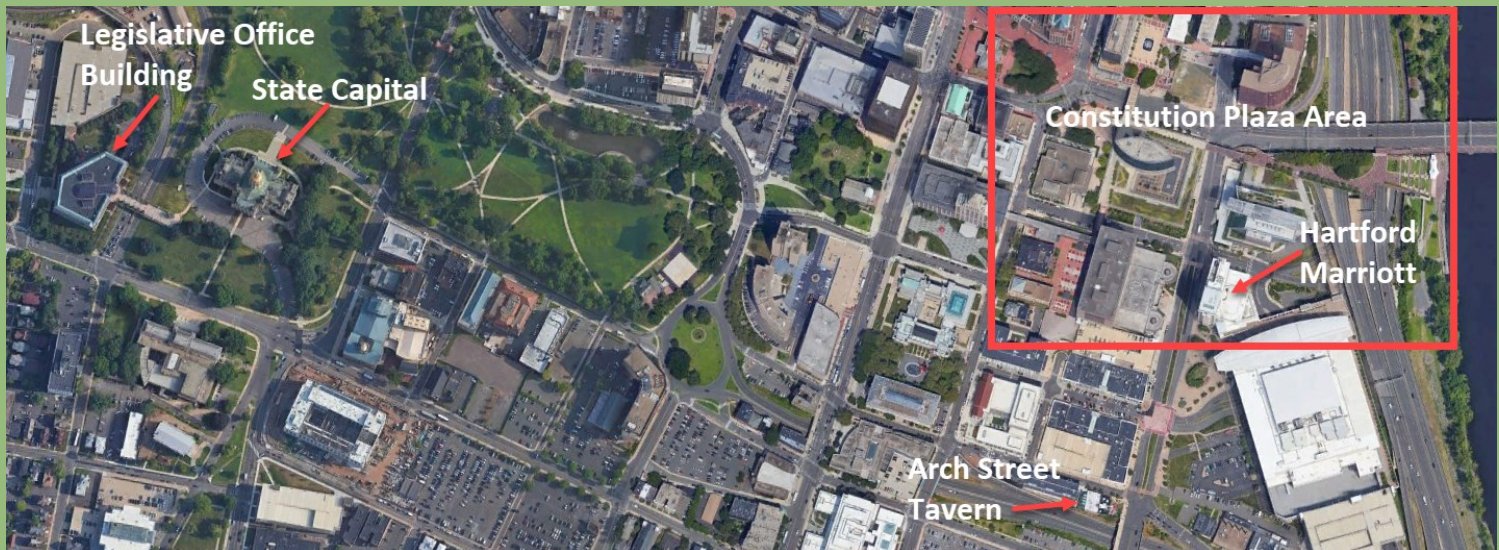 Legislative Office
Building
State Capital
Constitution Plaza Area
Hartford
Marriott
Arch Street
Tavern